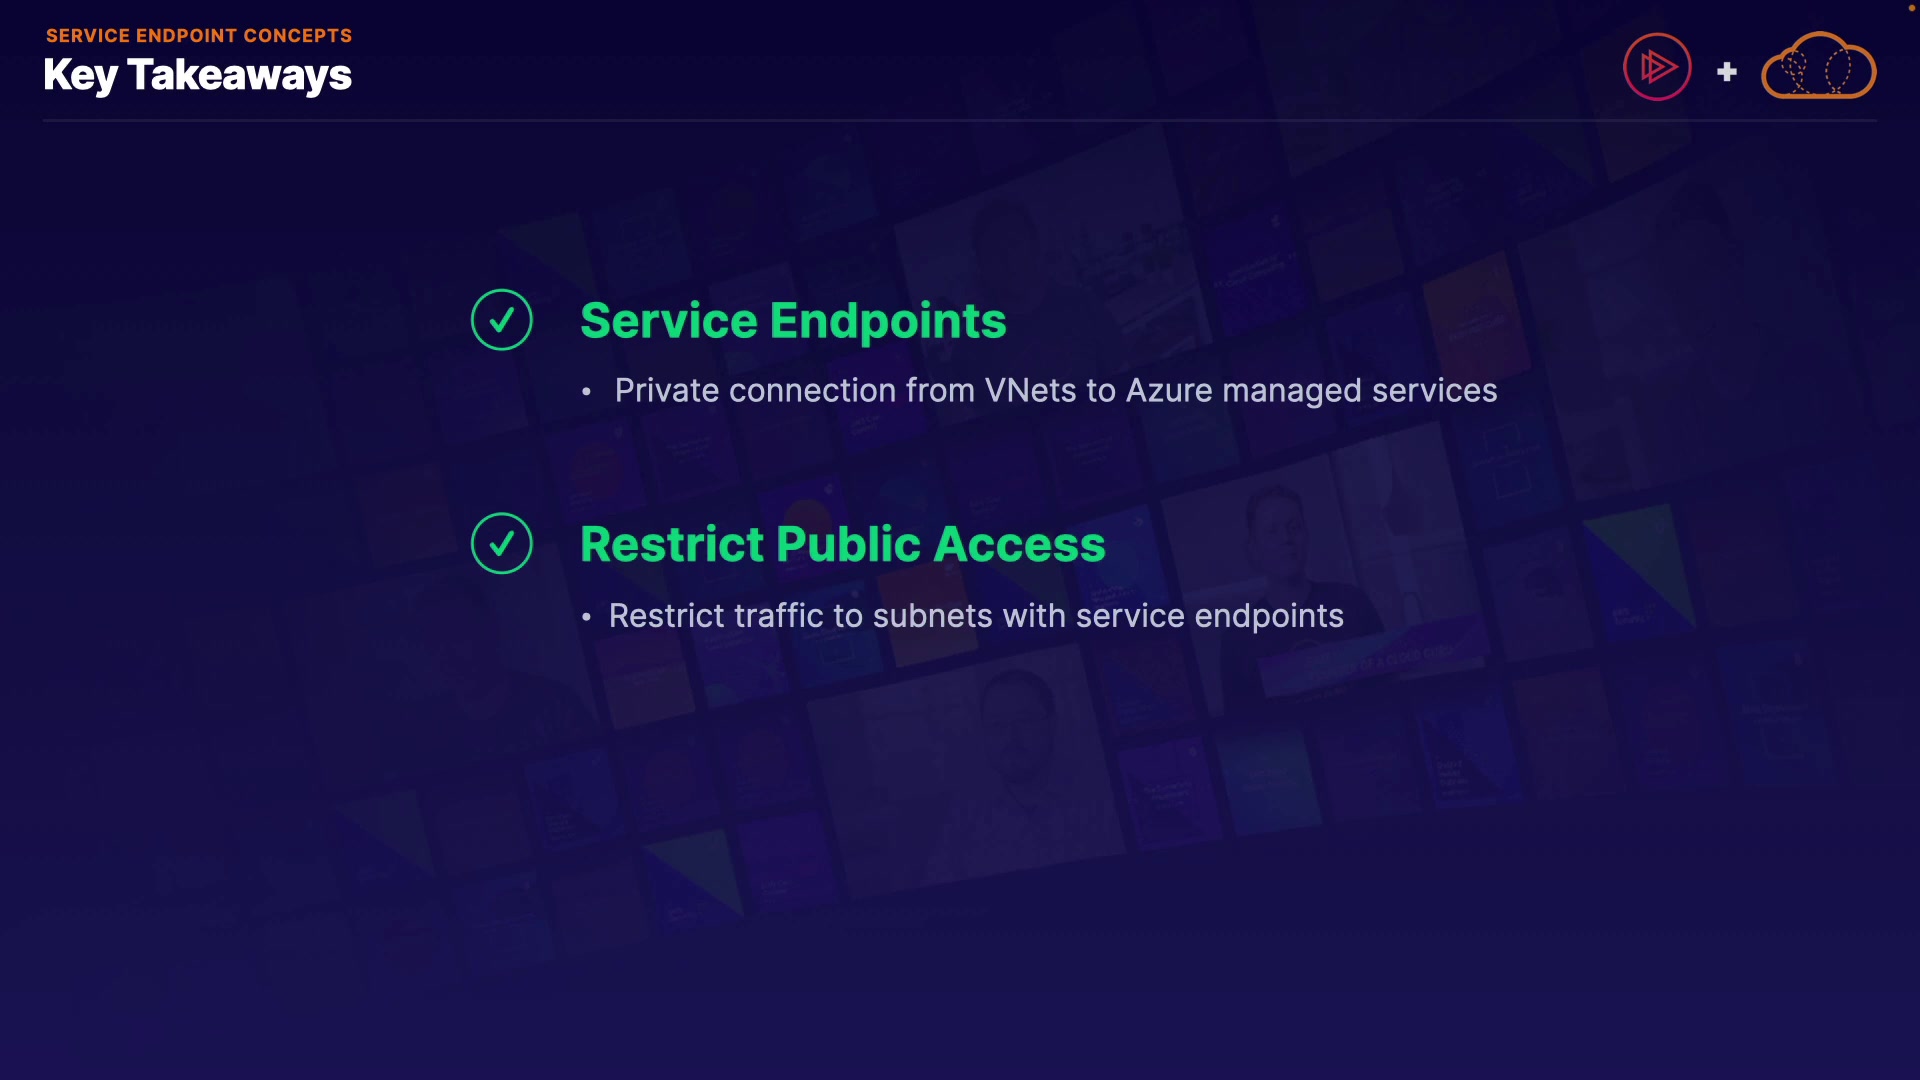 SERVICE ENDPOINT CONCEPTS
Key Takeaways
Service Endpoints
• Private connection from VNets to Azure managed services
Restrict Public Access
• Restrict traffic to subnets with service endpoints